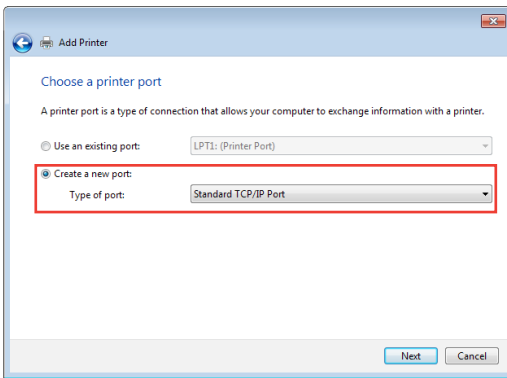 Add Printer
Choose a printer port
A printer port is a type of connection that allows your computer to exchange information with a printer.
Use an existing port: LPT1: (Printer Port)
Create a new port:
Type of port: Standard TCP/IP Port
Next Cancel